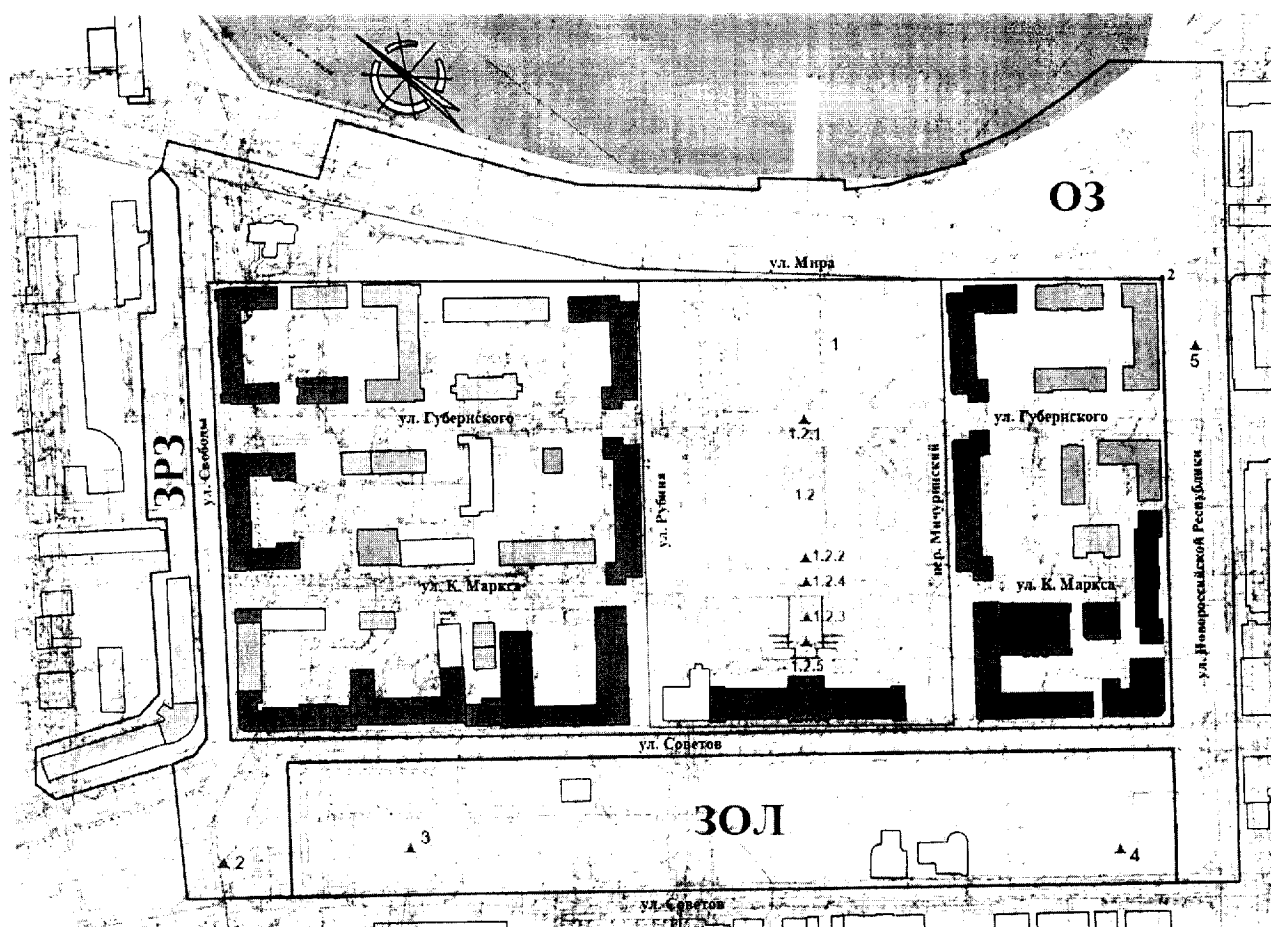 ОЗ
ул. Мира
2
1
5
ул. Губернского
ул. Губернского
1.2.1
ЗРЗ
ул. Свободы
ул. Рубина
пер. Мичуринский
ул. Новороссийской Республики
1.2
1.2.2
1.2.4
ул. К. Маркса
ул. К. Маркса
1.2.3
1.2.5
ул. Советов
ЗОЛ
3
2
4
ул. Советов